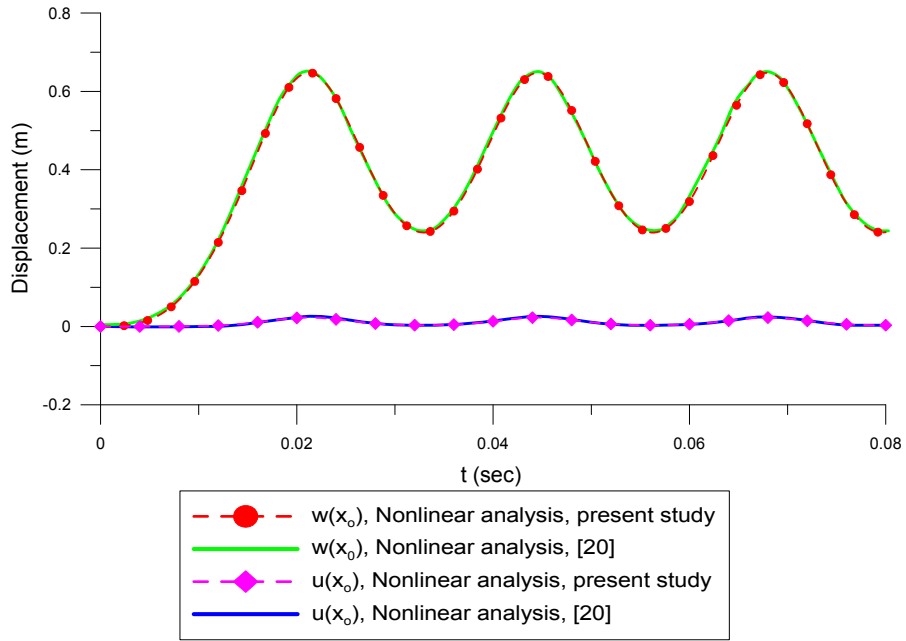 0.8
0.6
0.4
0.2
0
-0.2
Displacement (m)
0
0.02
0.04
0.06
0.08
t (sec)
w(xₒ), Nonlinear analysis, present study
w(x₀), Nonlinear analysis, [20]
u(xₒ), Nonlinear analysis, present study
u(xₒ), Nonlinear analysis, [20]